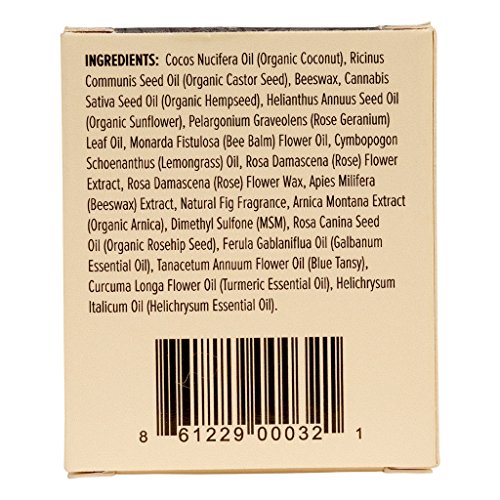 INGREDIENTS: Cocos Nucifera Oil (Organic Coconut), Ricinus
Communis Seed Oil (Organic Castor Seed), Beeswax, Cannabis
Sativa Seed Oil (Organic Hempseed), Helianthus Annuus Seed Oil
(Organic Sunflower), Pelargonium Graveolens (Rose Geranium)
Leaf Oil, Monarda Fistulosa (Bee Balm) Flower Oil, Cymbopogon
Schoenanthus (Lemongrass) Oil, Rosa Damascena (Rose) Flower
Extract, Rosa Damascena (Rose) Flower Wax, Apies Milifera
(Beeswax) Extract, Natural Fig Fragrance, Arnica Montana Extract
(Organic Arnica), Dimethyl Sulfone (MSM), Rosa Canina Seed
Oil (Organic Rosehip Seed), Ferula Gablaniflua Oil (Galbanum
Essential Oil), Tanacetum Annuum Flower Oil (Blue Tansy),
Curcuma Longa Flower Oil (Turmeric Essential Oil), Helichrysum
Italicum Oil (Helichrysum Essential Oil).
8 61229 00032 1